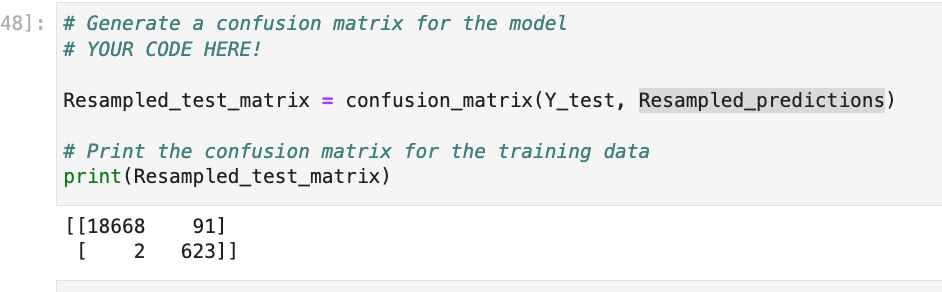 48]: # Generate a confusion matrix for the model
# YOUR CODE HERE!
Resampled_test_matrix = confusion_matrix(Y_test, Resampled_predictions)
# Print the confusion matrix for the training data
print(Resampled_test_matrix)
[[18668    91]
 [    2   623]]